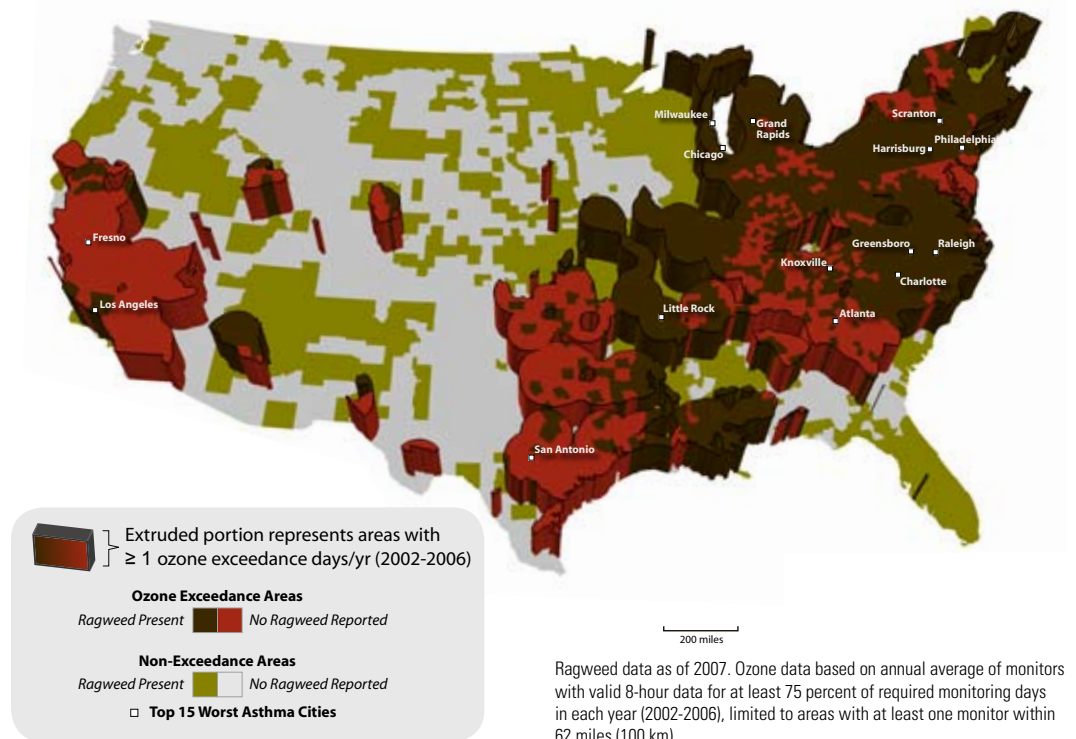 Milwaukee
Grand
Rapids
Chicago
Scranton
Philadelphia
Harrisburg
Fresno
Greensboro
Raleigh
Knoxville
Charlotte
Los Angeles
Little Rock
Atlanta
San Antonio
Extruded portion represents areas with
≥ 1 ozone exceedance days/yr (2002-2006)
Ozone Exceedance Areas
Ragweed Present No Ragweed Reported
Non-Exceedance Areas
Ragweed Present No Ragweed Reported
Top 15 Worst Asthma Cities
200 miles
Ragweed data as of 2007. Ozone data based on annual average of monitors
with valid 8-hour data for at least 75 percent of required monitoring days
in each year (2002-2006), limited to areas with at least one monitor within
62 miles (100 km)